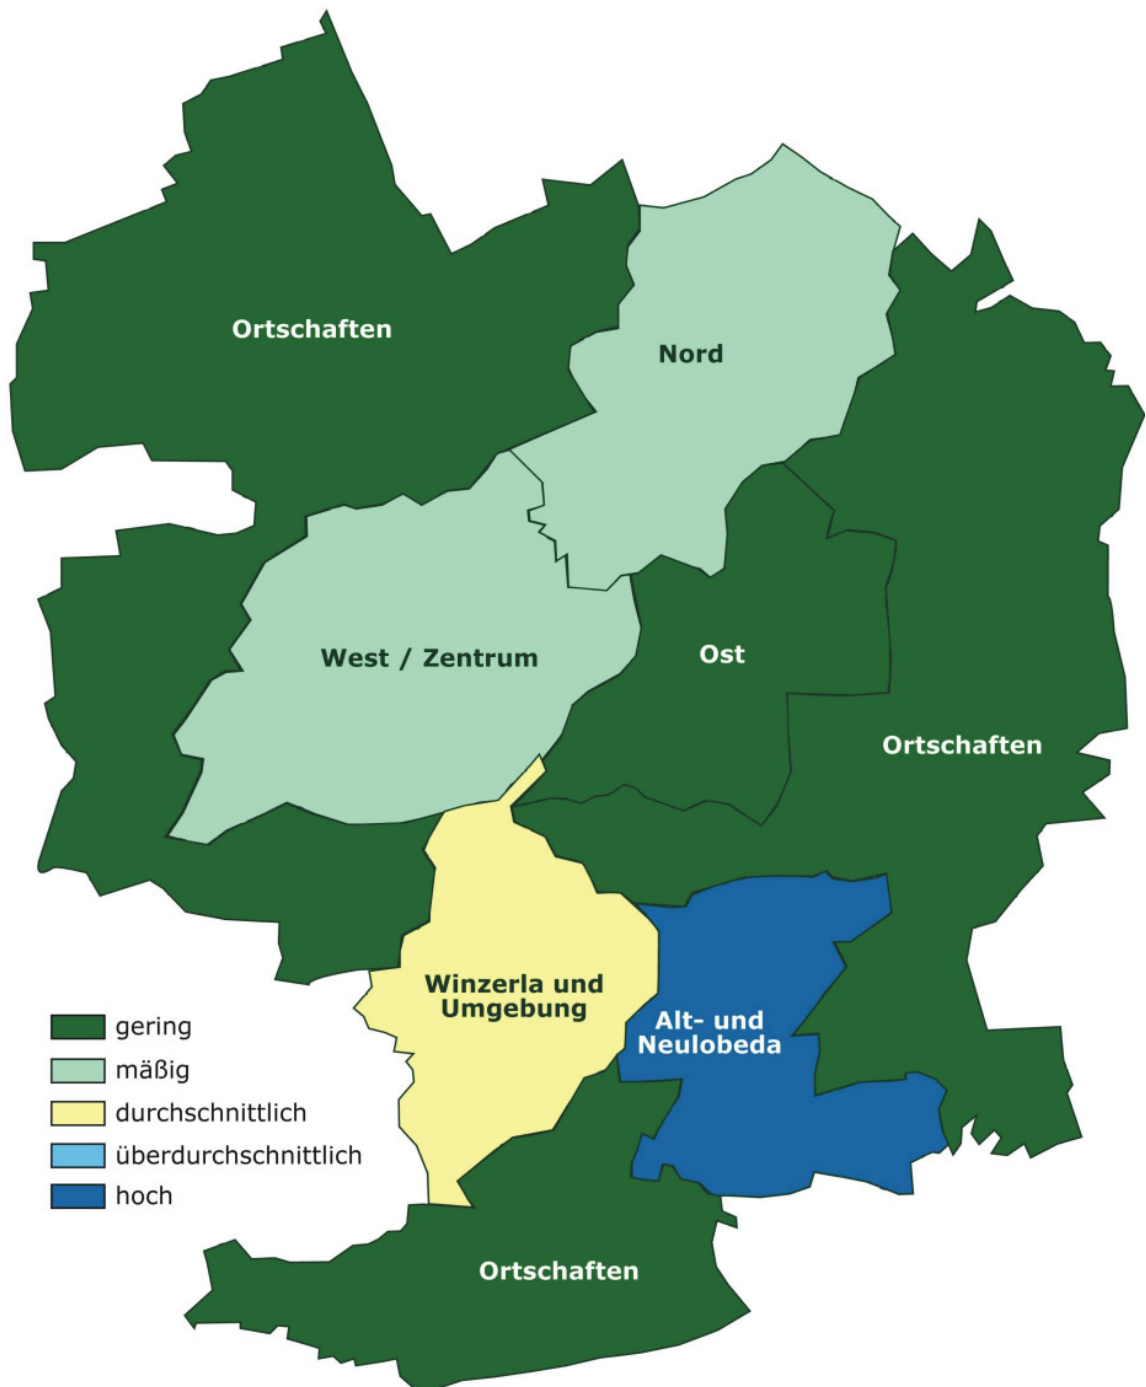 Ortschaften
Nord
West / Zentrum
Ost
Ortschaften
Winzerla und
Umgebung
Alt- und
Neulobeda
gering
mäßig
durchschnittlich
überdurchschnittlich
hoch
Ortschaften